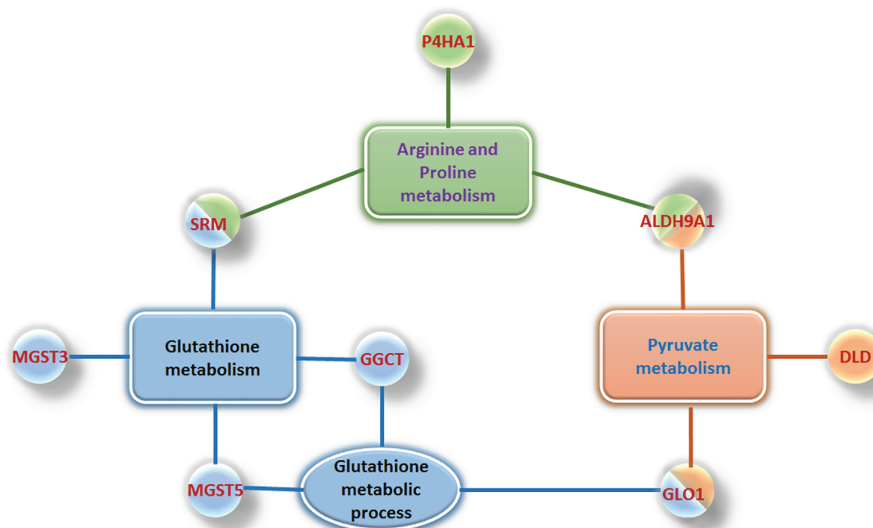 P4HA1
Arginine and
Proline
metabolism
SRM
ALDH9A1
MGST3
Glutathione
metabolism
GGCT
Pyruvate
metabolism
DLD
MGST5
Glutathione
metabolic
process
GLO1